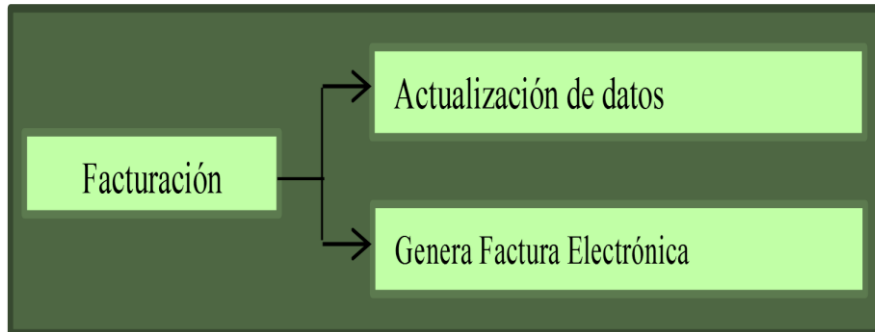 Actualización de datos
Facturación
Genera Factura Electrónica